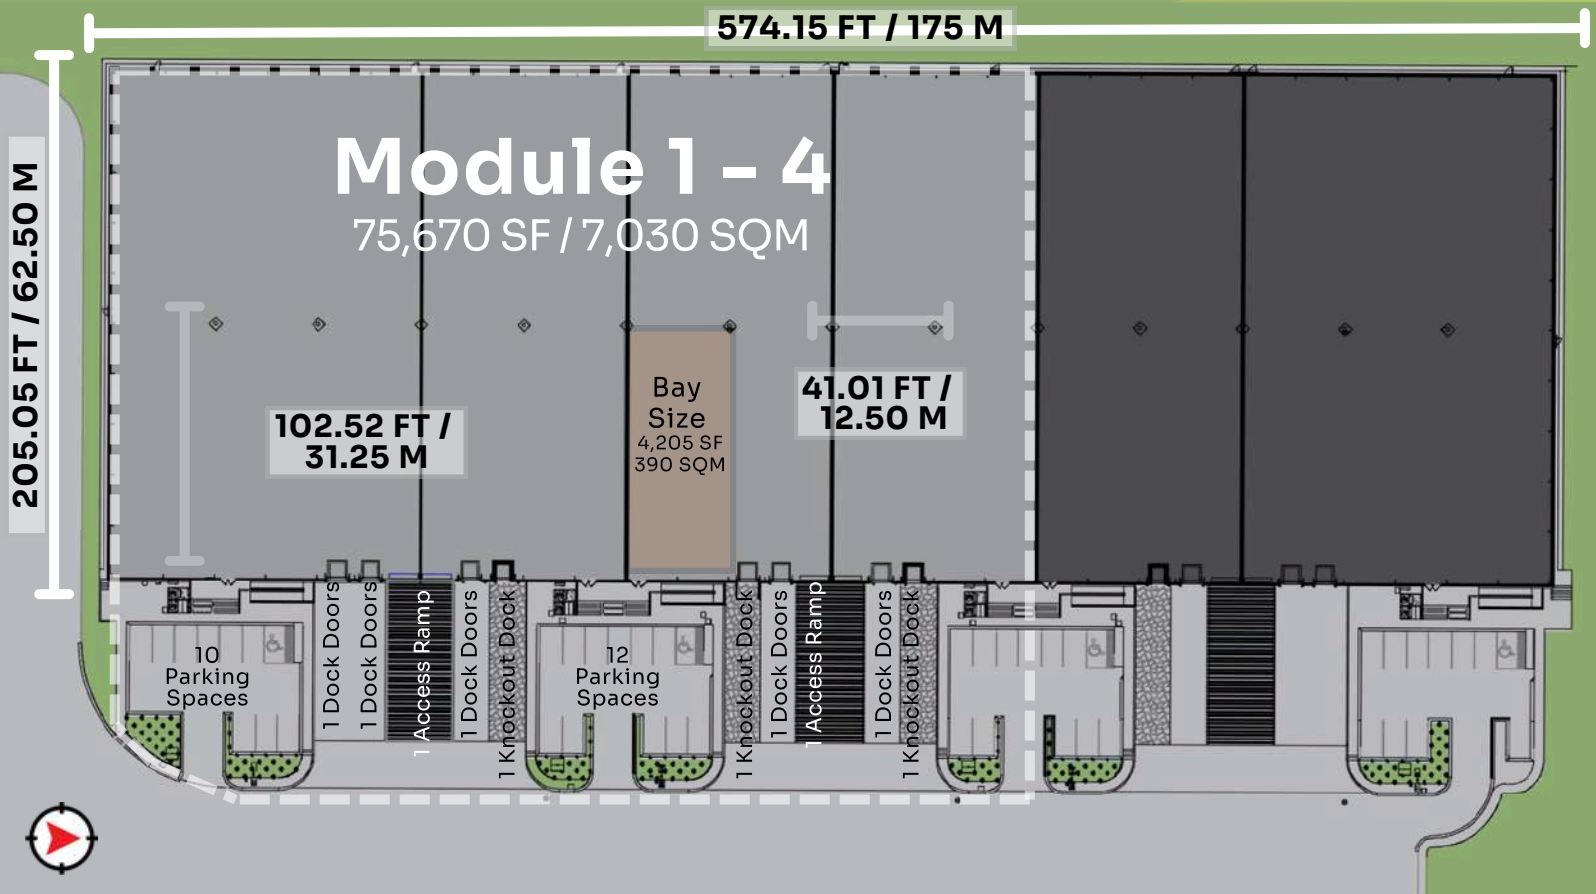 574.15 FT / 175 M
205.05 FT / 62.50 M
Module 1 - 4
75,670 SF / 7,030 SQM
102.52 FT /
31.25 M
Bay
Size
4,205 SF
390 SQM
41.01 FT /
12.50 M
10
Parking
Spaces
1 Dock Doors
1 Dock Doors
1 Access Ramp
1 Dock Doors
1 Knockout Dock
12
Parking
Spaces
1 Knockout Dock
1 Dock Doors
1 Access Ramp
1 Dock Doors
1 Knockout Dock